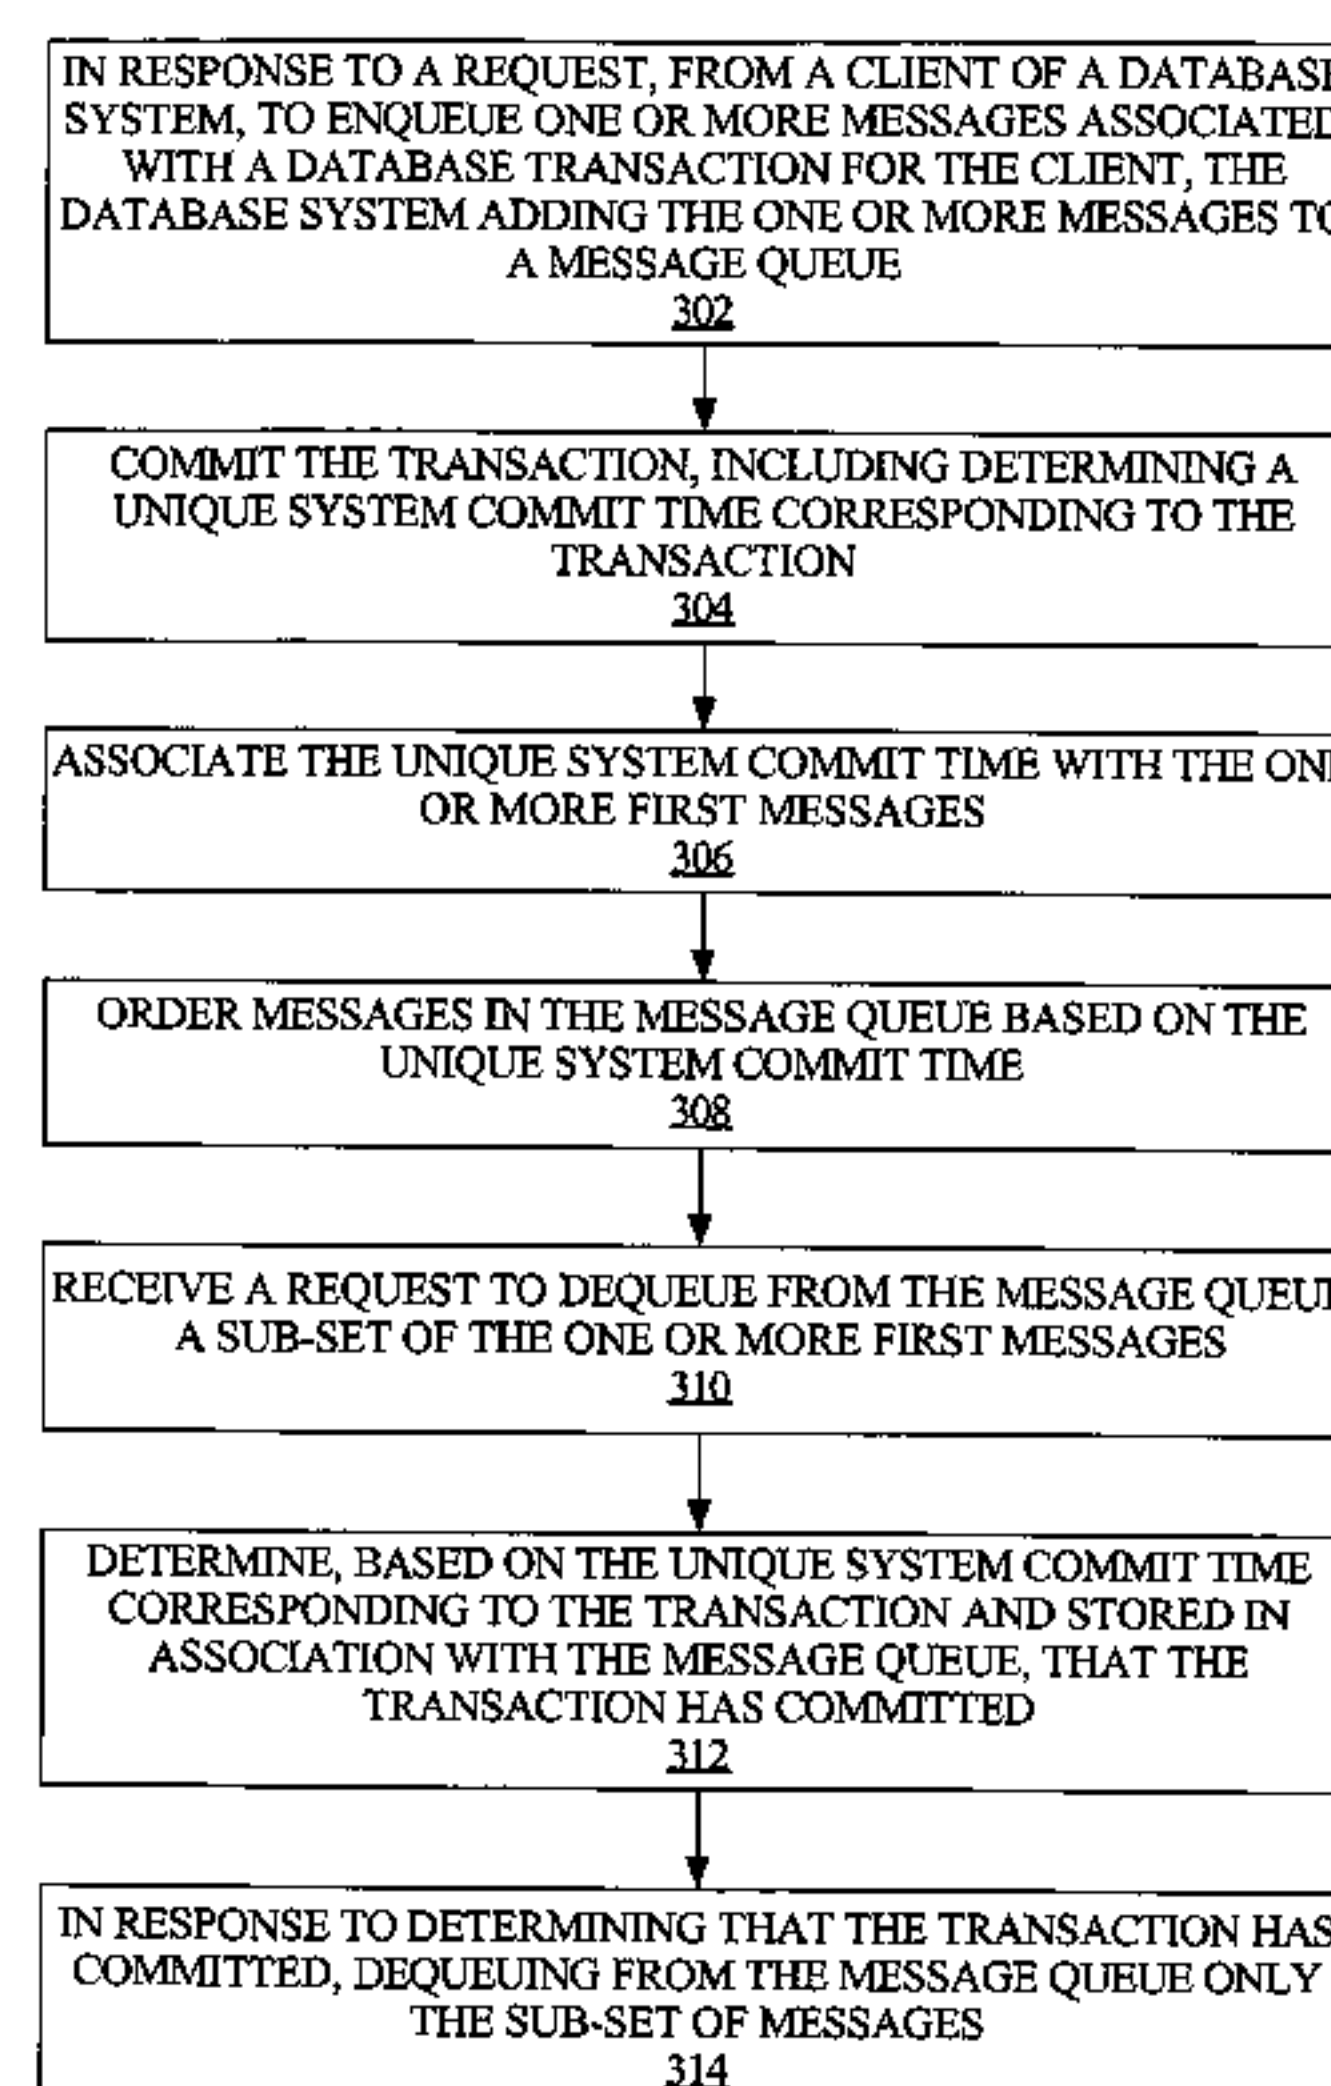 IN RESPONSE TO A REQUEST, FROM A CLIENT OF A DATABASE
SYSTEM, TO ENQUEUE ONE OR MORE MESSAGES ASSOCIATED
WITH A DATABASE TRANSACTION FOR THE CLIENT, THE
DATABASE SYSTEM ADDING THE ONE OR MORE MESSAGES TO
A MESSAGE QUEUE
302
COMMIT THE TRANSACTION, INCLUDING DETERMINING A
UNIQUE SYSTEM COMMIT TIME CORRESPONDING TO THE
TRANSACTION
304
ASSOCIATE THE UNIQUE SYSTEM COMMIT TIME WITH THE ONE
OR MORE FIRST MESSAGES
306
ORDER MESSAGES IN THE MESSAGE QUEUE BASED ON THE
UNIQUE SYSTEM COMMIT TIME
308
RECEIVE A REQUEST TO DEQUEUE FROM THE MESSAGE QUEUE
A SUB-SET OF THE ONE OR MORE FIRST MESSAGES
310
DETERMINE, BASED ON THE UNIQUE SYSTEM COMMIT TIME
CORRESPONDING TO THE TRANSACTION AND STORED IN
ASSOCIATION WITH THE MESSAGE QUEUE, THAT THE
TRANSACTION HAS COMMITTED
312
IN RESPONSE TO DETERMINING THAT THE TRANSACTION HAS
COMMITTED, DEQUEUING FROM THE MESSAGE QUEUE ONLY
THE SUB-SET OF MESSAGES
314